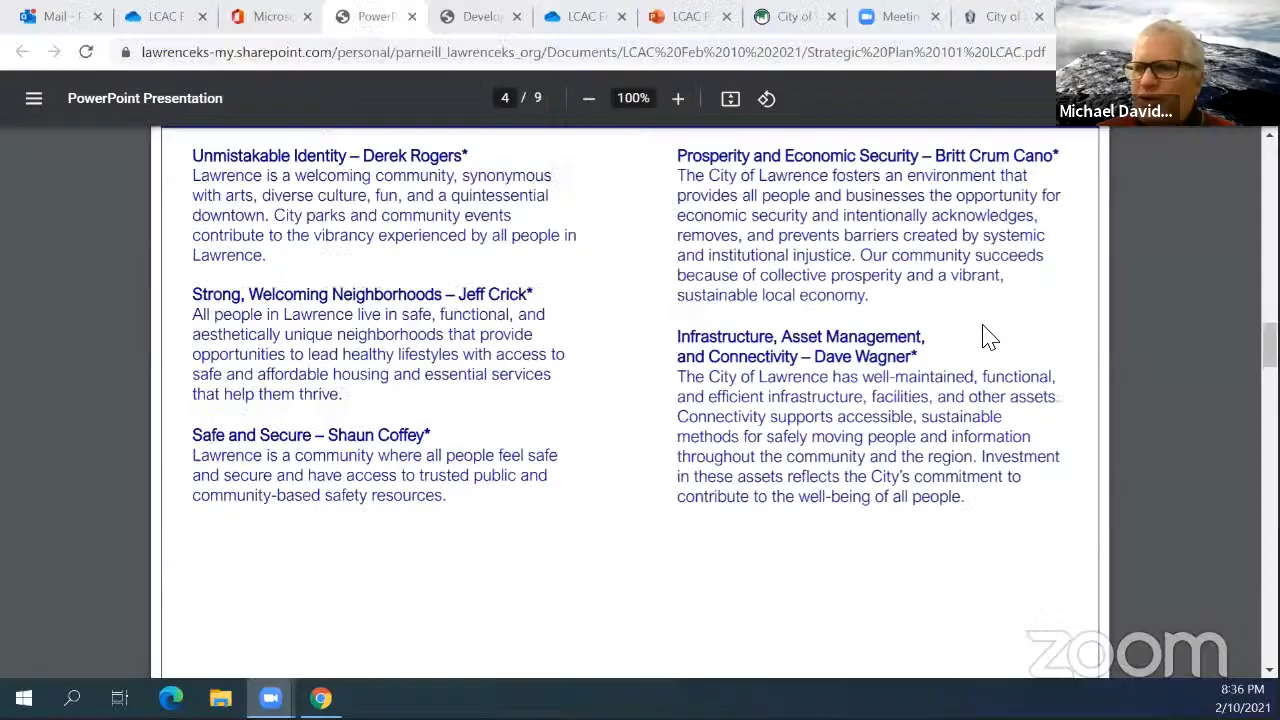 Mail - F
LCAC P
Micros
PowerP
Develo
LCAC F
LCAC F
City of
Meetin
City of
lawrenceks-my.sharepoint.com/personal/parneill_lawrenceks_org/Documents/LCAC%20Feb%2010%202021/Strategic%20Plan%20101%20LCAC.pdf
PowerPoint Presentation
4 / 9
100%
Michael David...
Unmistakable Identity – Derek Rogers*
Lawrence is a welcoming community, synonymous
with arts, diverse culture, fun, and a quintessential
downtown. City parks and community events
contribute to the vibrancy experienced by all people in
Lawrence.
Strong, Welcoming Neighborhoods – Jeff Crick*
All people in Lawrence live in safe, functional, and
aesthetically unique neighborhoods that provide
opportunities to lead healthy lifestyles with access to
safe and affordable housing and essential services
that help them thrive.
Safe and Secure – Shaun Coffey*
Lawrence is a community where all people feel safe
and secure and have access to trusted public and
community-based safety resources.
Prosperity and Economic Security – Britt Crum Cano*
The City of Lawrence fosters an environment that
provides all people and businesses the opportunity for
economic security and intentionally acknowledges,
removes, and prevents barriers created by systemic
and institutional injustice. Our community succeeds
because of collective prosperity and a vibrant,
sustainable local economy.
Infrastructure, Asset Management,
and Connectivity – Dave Wagner*
The City of Lawrence has well-maintained, functional,
and efficient infrastructure, facilities, and other assets.
Connectivity supports accessible, sustainable
methods for safely moving people and information
throughout the community and the region. Investment
in these assets reflects the City's commitment to
contribute to the well-being of all people.
zoom
8:36 PM
2/10/2021